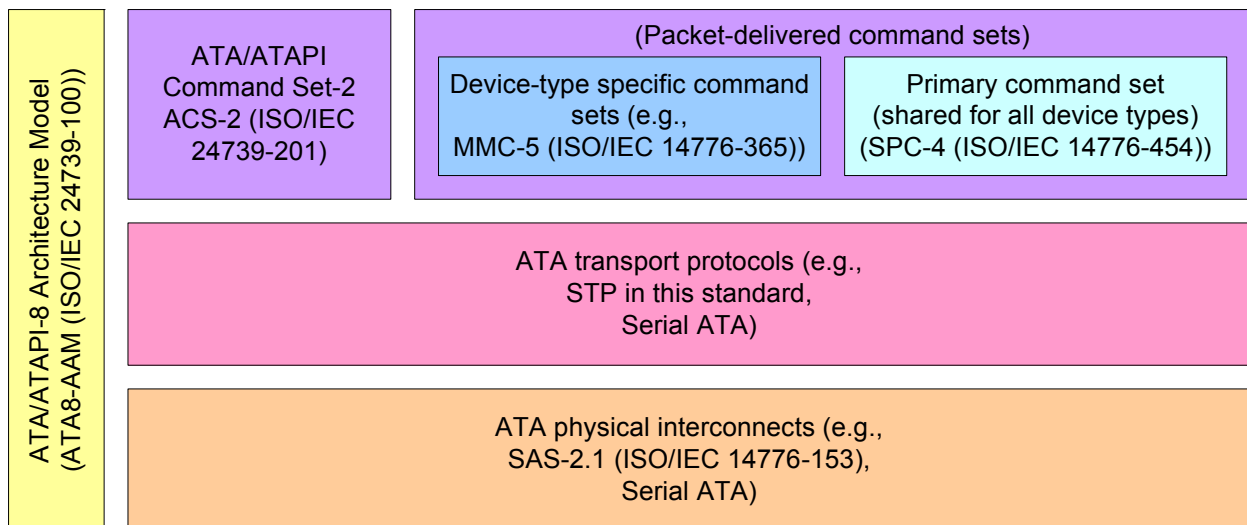 ATA/ATAPI-8 Architecture Model
(ATA8-AAM (ISO/IEC 24739-100))
ATA/ATAPI
Command Set-2
ACS-2 (ISO/IEC
24739-201)
(Packet-delivered command sets)
Device-type specific command
sets (e.g.,
MMC-5 (ISO/IEC 14776-365))
Primary command set
(shared for all device types)
(SPC-4 (ISO/IEC 14776-454))
ATA transport protocols (e.g.,
STP in this standard,
Serial ATA)
ATA physical interconnects (e.g.,
SAS-2.1 (ISO/IEC 14776-153),
Serial ATA)